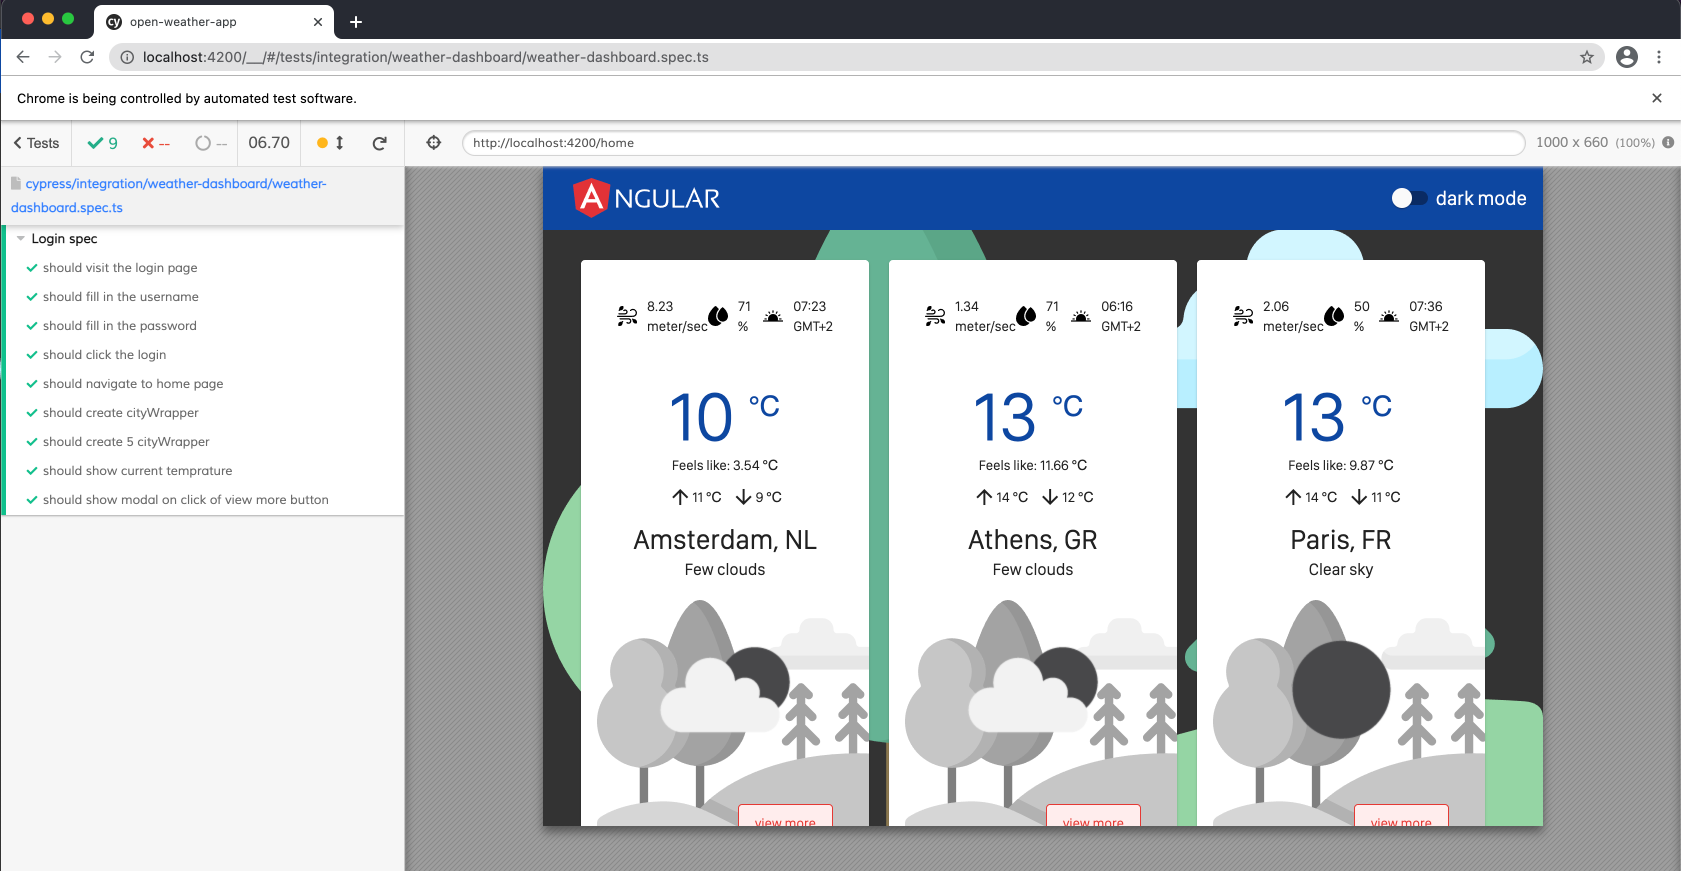 cy open-weather-app
localhost:4200/__/#/tests/integration/weather-dashboard/weather-dashboard.spec.ts
Chrome is being controlled by automated test software.
Tests 9 -- -- 06.70 http://localhost:4200/home 1000 x 660 (100%)
cypress/integration/weather-dashboard/weather-
dashboard.spec.ts
Login spec
should visit the login page
should fill in the username
should fill in the password
should click the login
should navigate to home page
should create cityWrapper
should create 5 cityWrapper
should show current temprature
should show modal on click of view more button
ANGULAR
dark mode
8.23 71 07:23
meter/sec % GMT+2
10 °C
Feels like: 3.54 °C
11 °C 9 °C
Amsterdam, NL
Few clouds
view more
1.34 71 06:16
meter/sec % GMT+2
13 °C
Feels like: 11.66 °C
14 °C 12 °C
Athens, GR
Few clouds
view more
2.06 50 07:36
meter/sec % GMT+2
13 °C
Feels like: 9.87 °C
14 °C 11 °C
Paris, FR
Clear sky
view more